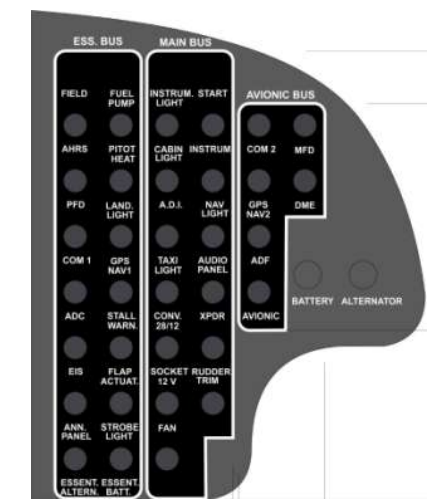 ESS. BUS MAIN BUS
FIELD FUEL PUMP INSTRUM. LIGHT START AVIONIC BUS
AHRS PITOT HEAT CABIN LIGHT INSTRUM COM 2 MFD
PFD LAND. LIGHT A.D.I. NAV LIGHT GPS NAV2 DME
COM 1 GPS NAV1 TAXI LIGHT AUDIO PANEL ADF
BATTERY ALTERNATOR
ADC STALL WARN. CONV. 28/12 XPDR AVIONIC
EIS FLAP ACTUAT. SOCKET 12 V RUDDER TRIM
ANN. PANEL STROBE LIGHT FAN
ESSENT. ALTERN. ESSENT. BATT.